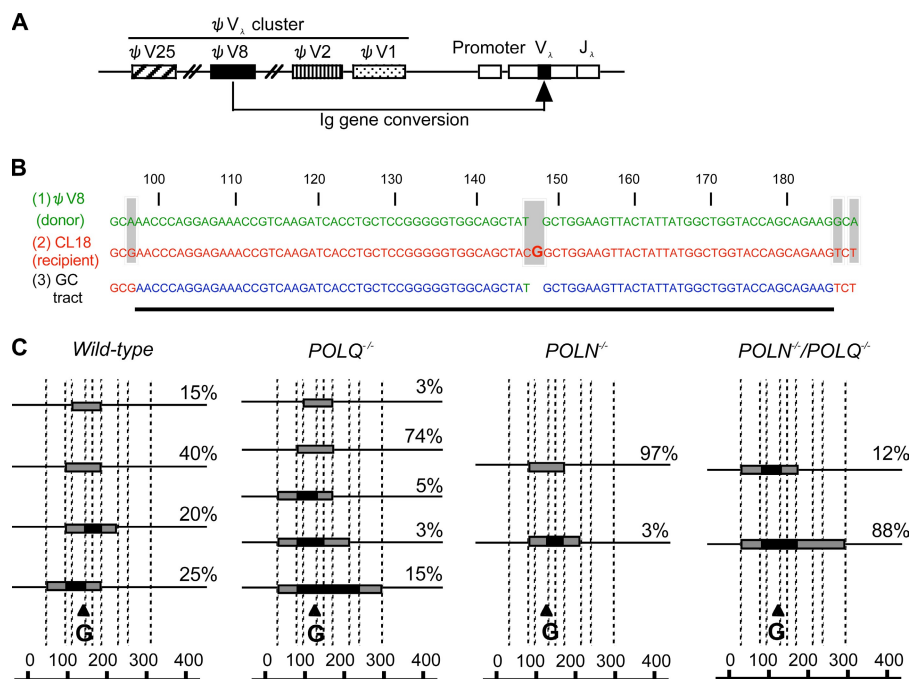 A
ψVλ cluster
ψV25 ψV8 ψV2 ψV1 Promoter Vλ Jλ
Ig gene conversion
B
100 110 120 130 140 150 160 170 180
(1) ψV8
(donor)
GCAAACCCAGGAGAAACCGTCAAGATCACCTGCTCCGGGGGTGGCAGCTAT GCTGGAAGTTACTATTATGGCTGGTACCAGCAGAAGGCA
(2) CL18
(recipient)
GCGAACCCAGGAGAAACCGTCAAGATCACCTGCTCCGGGGGTGGCAGCTACGGCTGGAAGTTACTATTATGGCTGGTACCAGCAGAAGTCT
(3) GC
tract
GCGAACCCAGGAGAAACCGTCAAGATCACCTGCTCCGGGGGTGGCAGCTAT GCTGGAAGTTACTATTATGGCTGGTACCAGCAGAAGTCT
C
Wild-type
15%
40%
20%
25%
G
0 100 200 300 400
POLQ-/-
3%
74%
5%
3%
15%
G
0 100 200 300 400
POLN-/-
97%
3%
G
0 100 200 300 400
POLN-/-/POLQ-/-
12%
88%
G
0 100 200 300 400